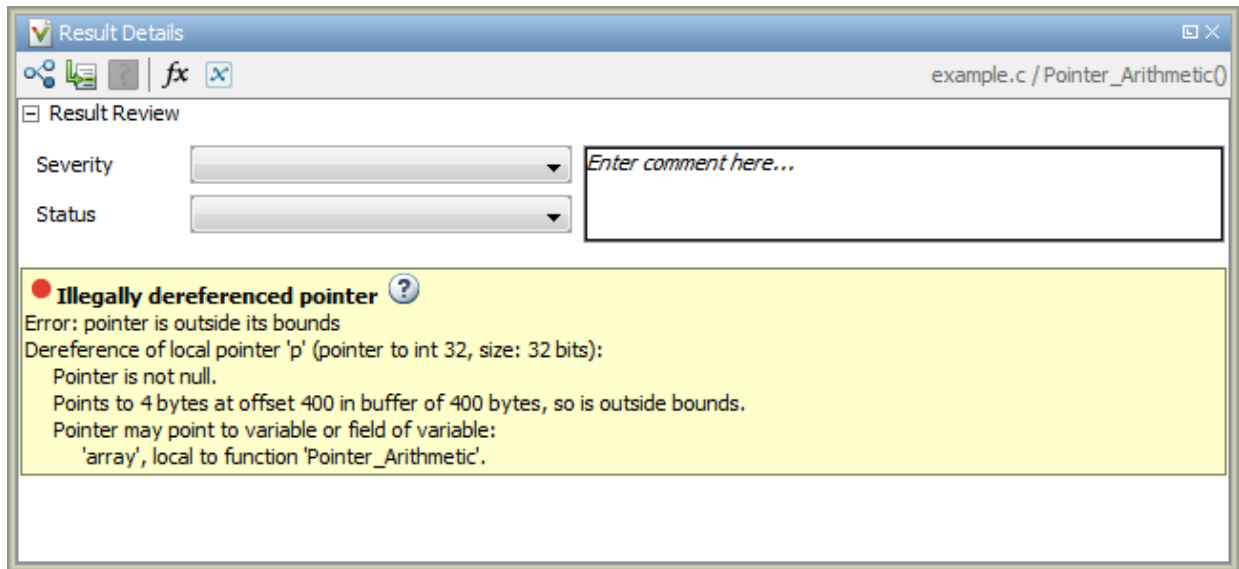 Result Details
fx x example.c / Pointer_Arithmetic()
Result Review
Severity
Enter comment here...
Status
Illegally dereferenced pointer ?
Error: pointer is outside its bounds
Dereference of local pointer 'p' (pointer to int 32, size: 32 bits):
Pointer is not null.
Points to 4 bytes at offset 400 in buffer of 400 bytes, so is outside bounds.
Pointer may point to variable or field of variable:
'array', local to function 'Pointer_Arithmetic'.